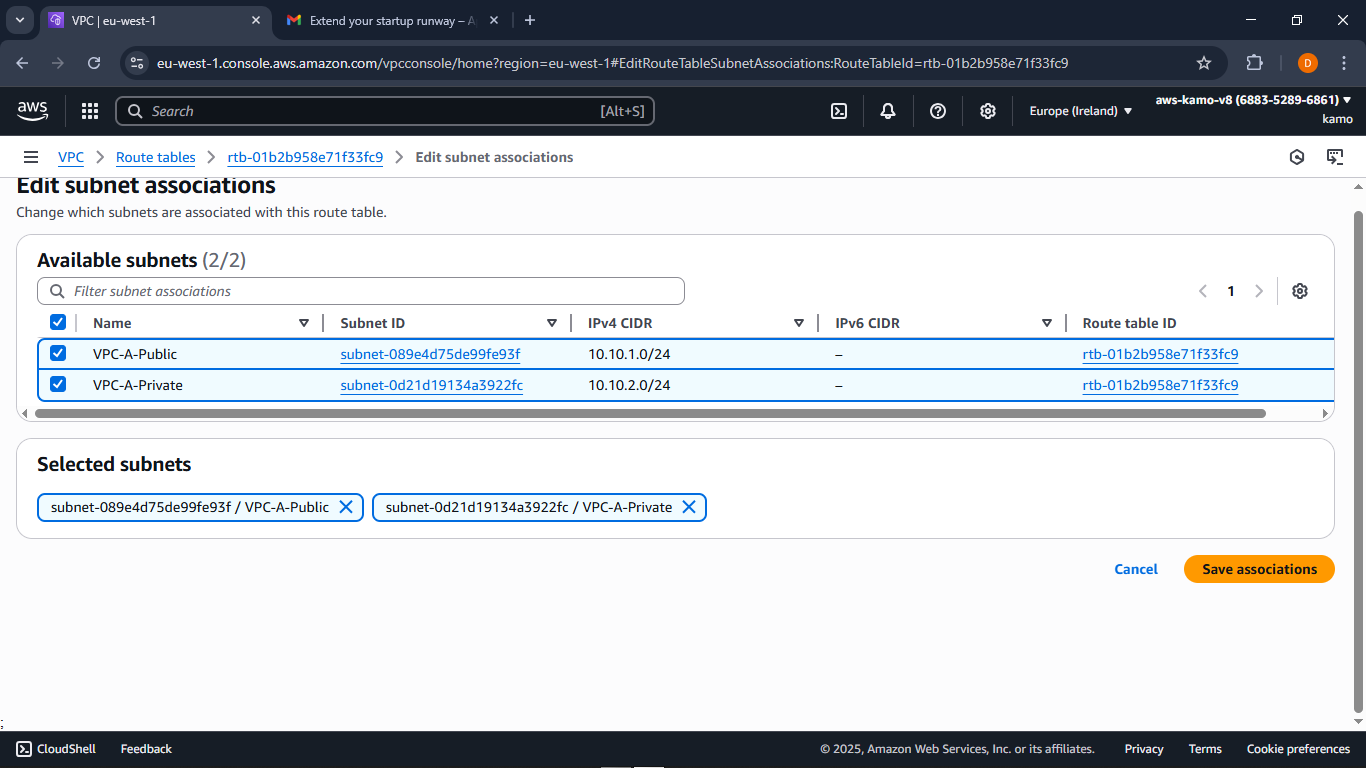 VPC | eu-west-1
Extend your startup runway – A
eu-west-1.console.aws.amazon.com/vpcconsole/home?region=eu-west-1#EditRouteTableSubnetAssociations:RouteTableId=rtb-01b2b958e71f33fc9
D
aws
Search
[Alt+S]
Europe (Ireland)
aws-kamo-v8 (6883-5289-6861)
kamo
VPC
Route tables
rtb-01b2b958e71f33fc9
Edit subnet associations
Edit subnet associations
Change which subnets are associated with this route table.
Available subnets (2/2)
Filter subnet associations
1
Name Subnet ID IPv4 CIDR IPv6 CIDR Route table ID
VPC-A-Public subnet-089e4d75de99fe93f 10.10.1.0/24 – rtb-01b2b958e71f33fc9
VPC-A-Private subnet-0d21d19134a3922fc 10.10.2.0/24 – rtb-01b2b958e71f33fc9
Selected subnets
subnet-089e4d75de99fe93f / VPC-A-Public
subnet-0d21d19134a3922fc / VPC-A-Private
Cancel
Save associations
;
CloudShell
Feedback
© 2025, Amazon Web Services, Inc. or its affiliates.
Privacy
Terms
Cookie preferences